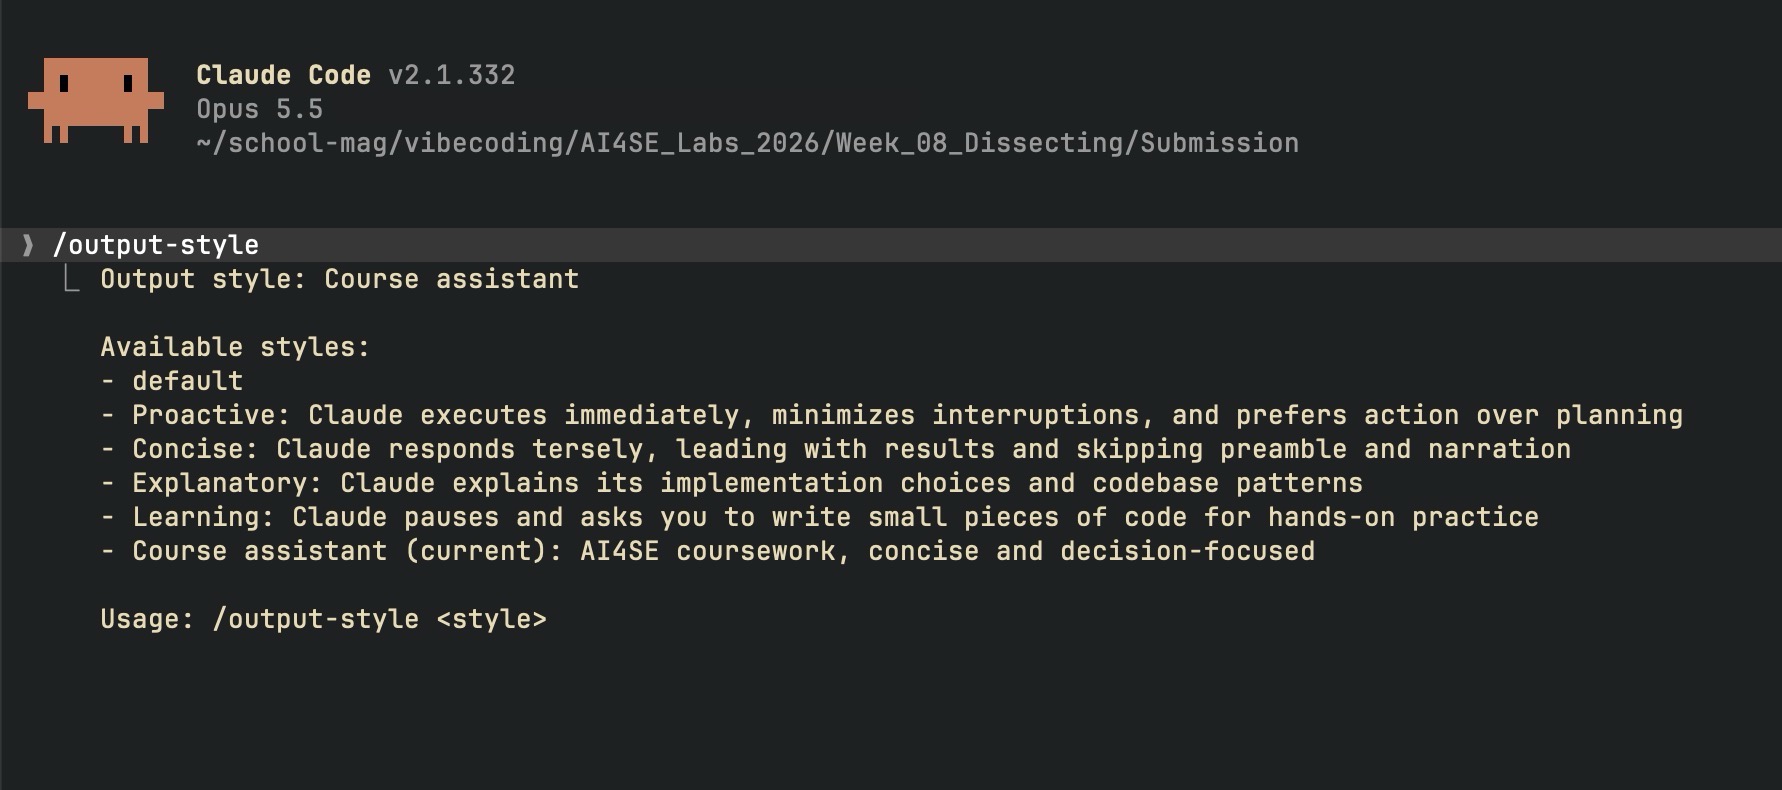 Claude Code v2.1.332
Opus 5.5
~/school-mag/vibecoding/AI4SE_Labs_2026/Week_08_Dissecting/Submission
❯ /output-style
⎿ Output style: Course assistant
Available styles:
- default
- Proactive: Claude executes immediately, minimizes interruptions, and prefers action over planning
- Concise: Claude responds tersely, leading with results and skipping preamble and narration
- Explanatory: Claude explains its implementation choices and codebase patterns
- Learning: Claude pauses and asks you to write small pieces of code for hands-on practice
- Course assistant (current): AI4SE coursework, concise and decision-focused
Usage: /output-style <style>